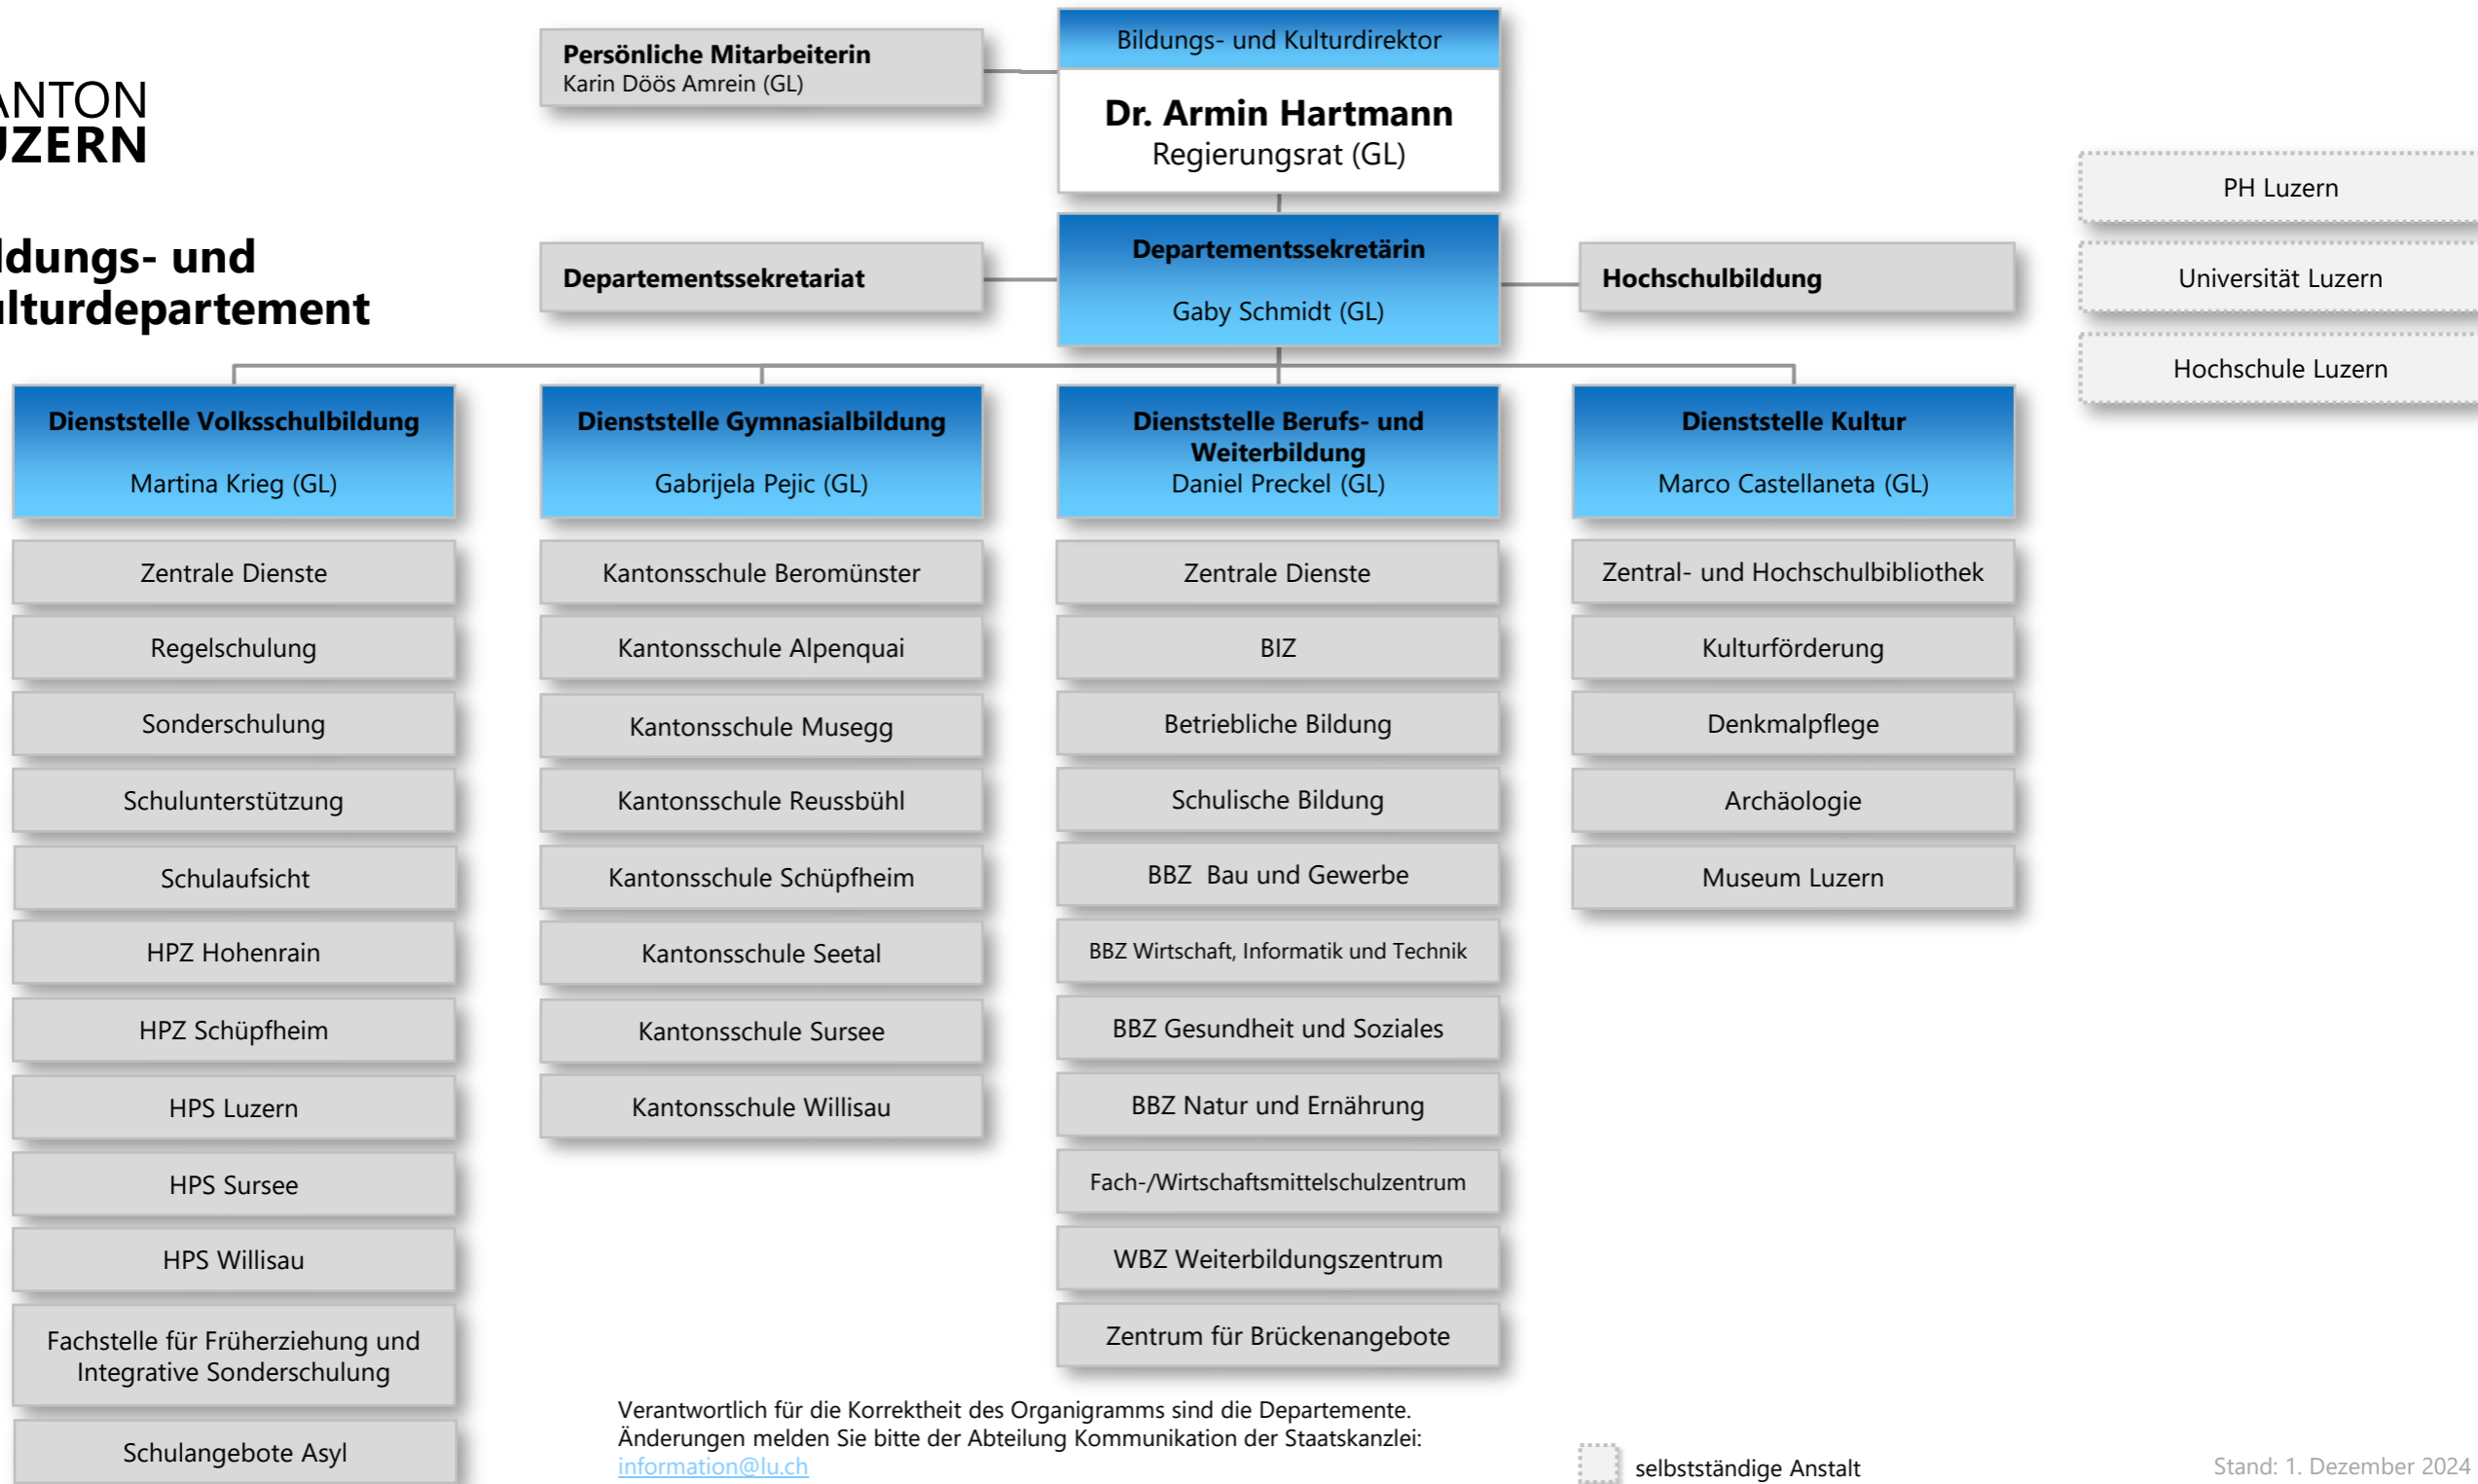 ANTON
UZERN
ldungs- und
ulturdepartement
Persönliche Mitarbeiterin
Karin Döös Amrein (GL)
Bildungs- und Kulturdirektor
Dr. Armin Hartmann
Regierungsrat (GL)
Departementssekretariat
Departementssekretärin
Gaby Schmidt (GL)
Hochschulbildung
PH Luzern
Universität Luzern
Hochschule Luzern
Dienststelle Volksschulbildung
Martina Krieg (GL)
Zentrale Dienste
Regelschulung
Sonderschulung
Schulunterstützung
Schulaufsicht
HPZ Hohenrain
HPZ Schüpfheim
HPS Luzern
HPS Sursee
HPS Willisau
Fachstelle für Früherziehung und
Integrative Sonderschulung
Schulangebote Asyl
Dienststelle Gymnasialbildung
Gabrijela Pejic (GL)
Kantonsschule Beromünster
Kantonsschule Alpenquai
Kantonsschule Musegg
Kantonsschule Reussbühl
Kantonsschule Schüpfheim
Kantonsschule Seetal
Kantonsschule Sursee
Kantonsschule Willisau
Dienststelle Berufs- und
Weiterbildung
Daniel Preckel (GL)
Zentrale Dienste
BIZ
Betriebliche Bildung
Schulische Bildung
BBZ  Bau und Gewerbe
BBZ Wirtschaft, Informatik und Technik
BBZ Gesundheit und Soziales
BBZ Natur und Ernährung
Fach-/Wirtschaftsmittelschulzentrum
WBZ Weiterbildungszentrum
Zentrum für Brückenangebote
Dienststelle Kultur
Marco Castellaneta (GL)
Zentral- und Hochschulbibliothek
Kulturförderung
Denkmalpflege
Archäologie
Museum Luzern
Verantwortlich für die Korrektheit des Organigramms sind die Departemente.
Änderungen melden Sie bitte der Abteilung Kommunikation der Staatskanzlei:
information@lu.ch
selbstständige Anstalt
Stand: 1. Dezember 2024